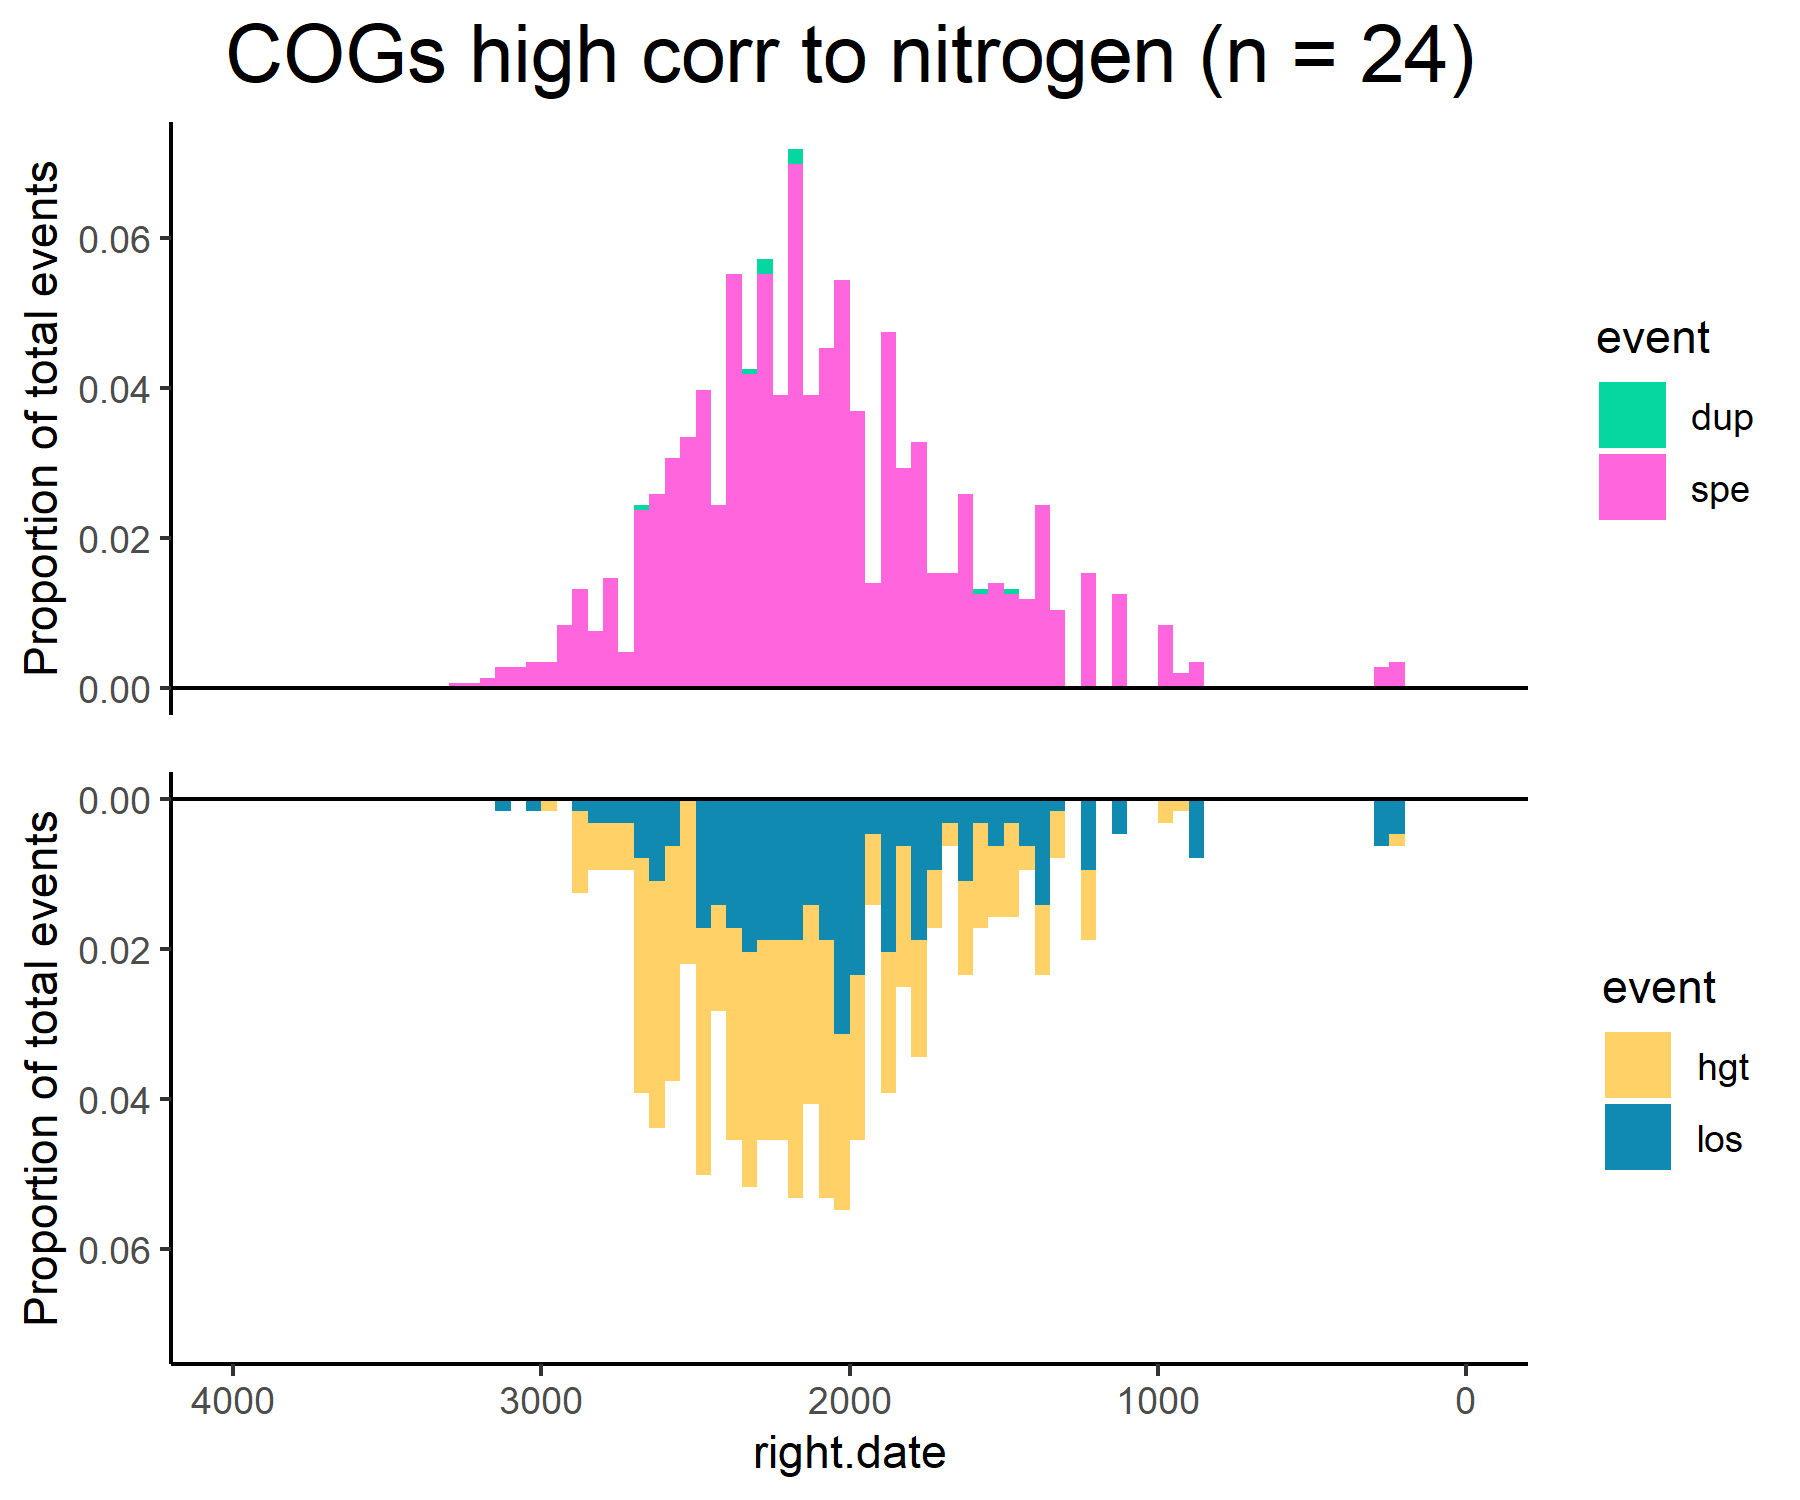 COGs high corr to nitrogen (n = 24)
Proportion of total events
0.06
0.04
0.02
0.00
event
dup
spe
Proportion of total events
0.00
0.02
0.04
0.06
event
hgt
los
4000 3000 2000 1000 0
right.date